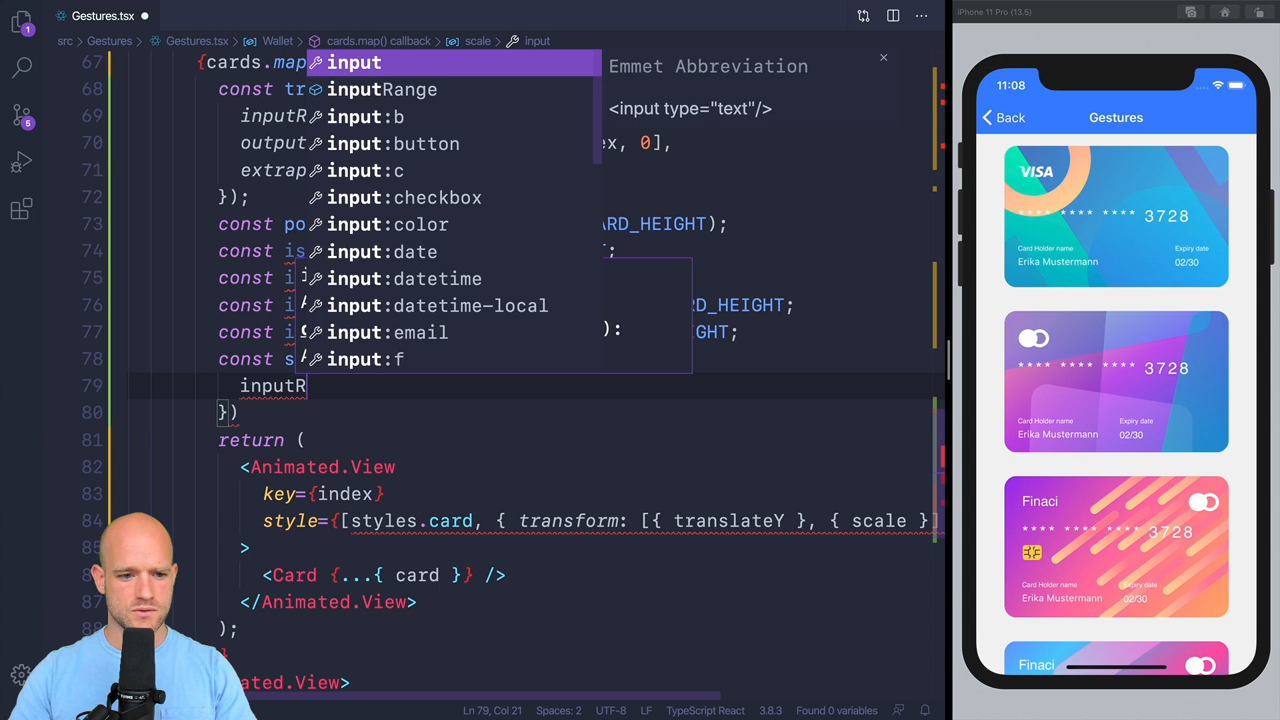 Gestures.tsx
src > Gestures > Gestures.tsx > Wallet > cards.map() callback > scale > input
67 {cards.map
68 const tr
69 inputR
70 output ex, 0],
71 extrap
72 });
73 const po ARD_HEIGHT);
74 const is ;
75 const i
76 const i RD_HEIGHT;
77 const i EIGHT;
78 const s
79 inputR
80 })
81 return (
82 <Animated.View
83 key={index}
84 style={[styles.card, { transform: [{ translateY }, { scale }]
85 >
<Card {...{ card }} />
87 </Animated.View>
);
ated.View>
input
inputRange
input:b
input:button
input:c
input:checkbox
input:color
input:date
input:datetime
input:datetime-local
input:email
input:f
Emmet Abbreviation
<input type="text"/>
):
1
5
Ln 79, Col 21 Spaces: 2 UTF-8 LF TypeScript React 3.8.3 Found 0 variables
iPhone 11 Pro (13.5)
11:08
Back Gestures
VISA
**** **** **** 3728
Card Holder name Expiry date
Erika Mustermann 02/30
**** **** **** 3728
Card Holder name Expiry date
Erika Mustermann 02/30
Finaci
**** **** **** 3728
Card Holder name Expiry date
Erika Mustermann 02/30
Finaci